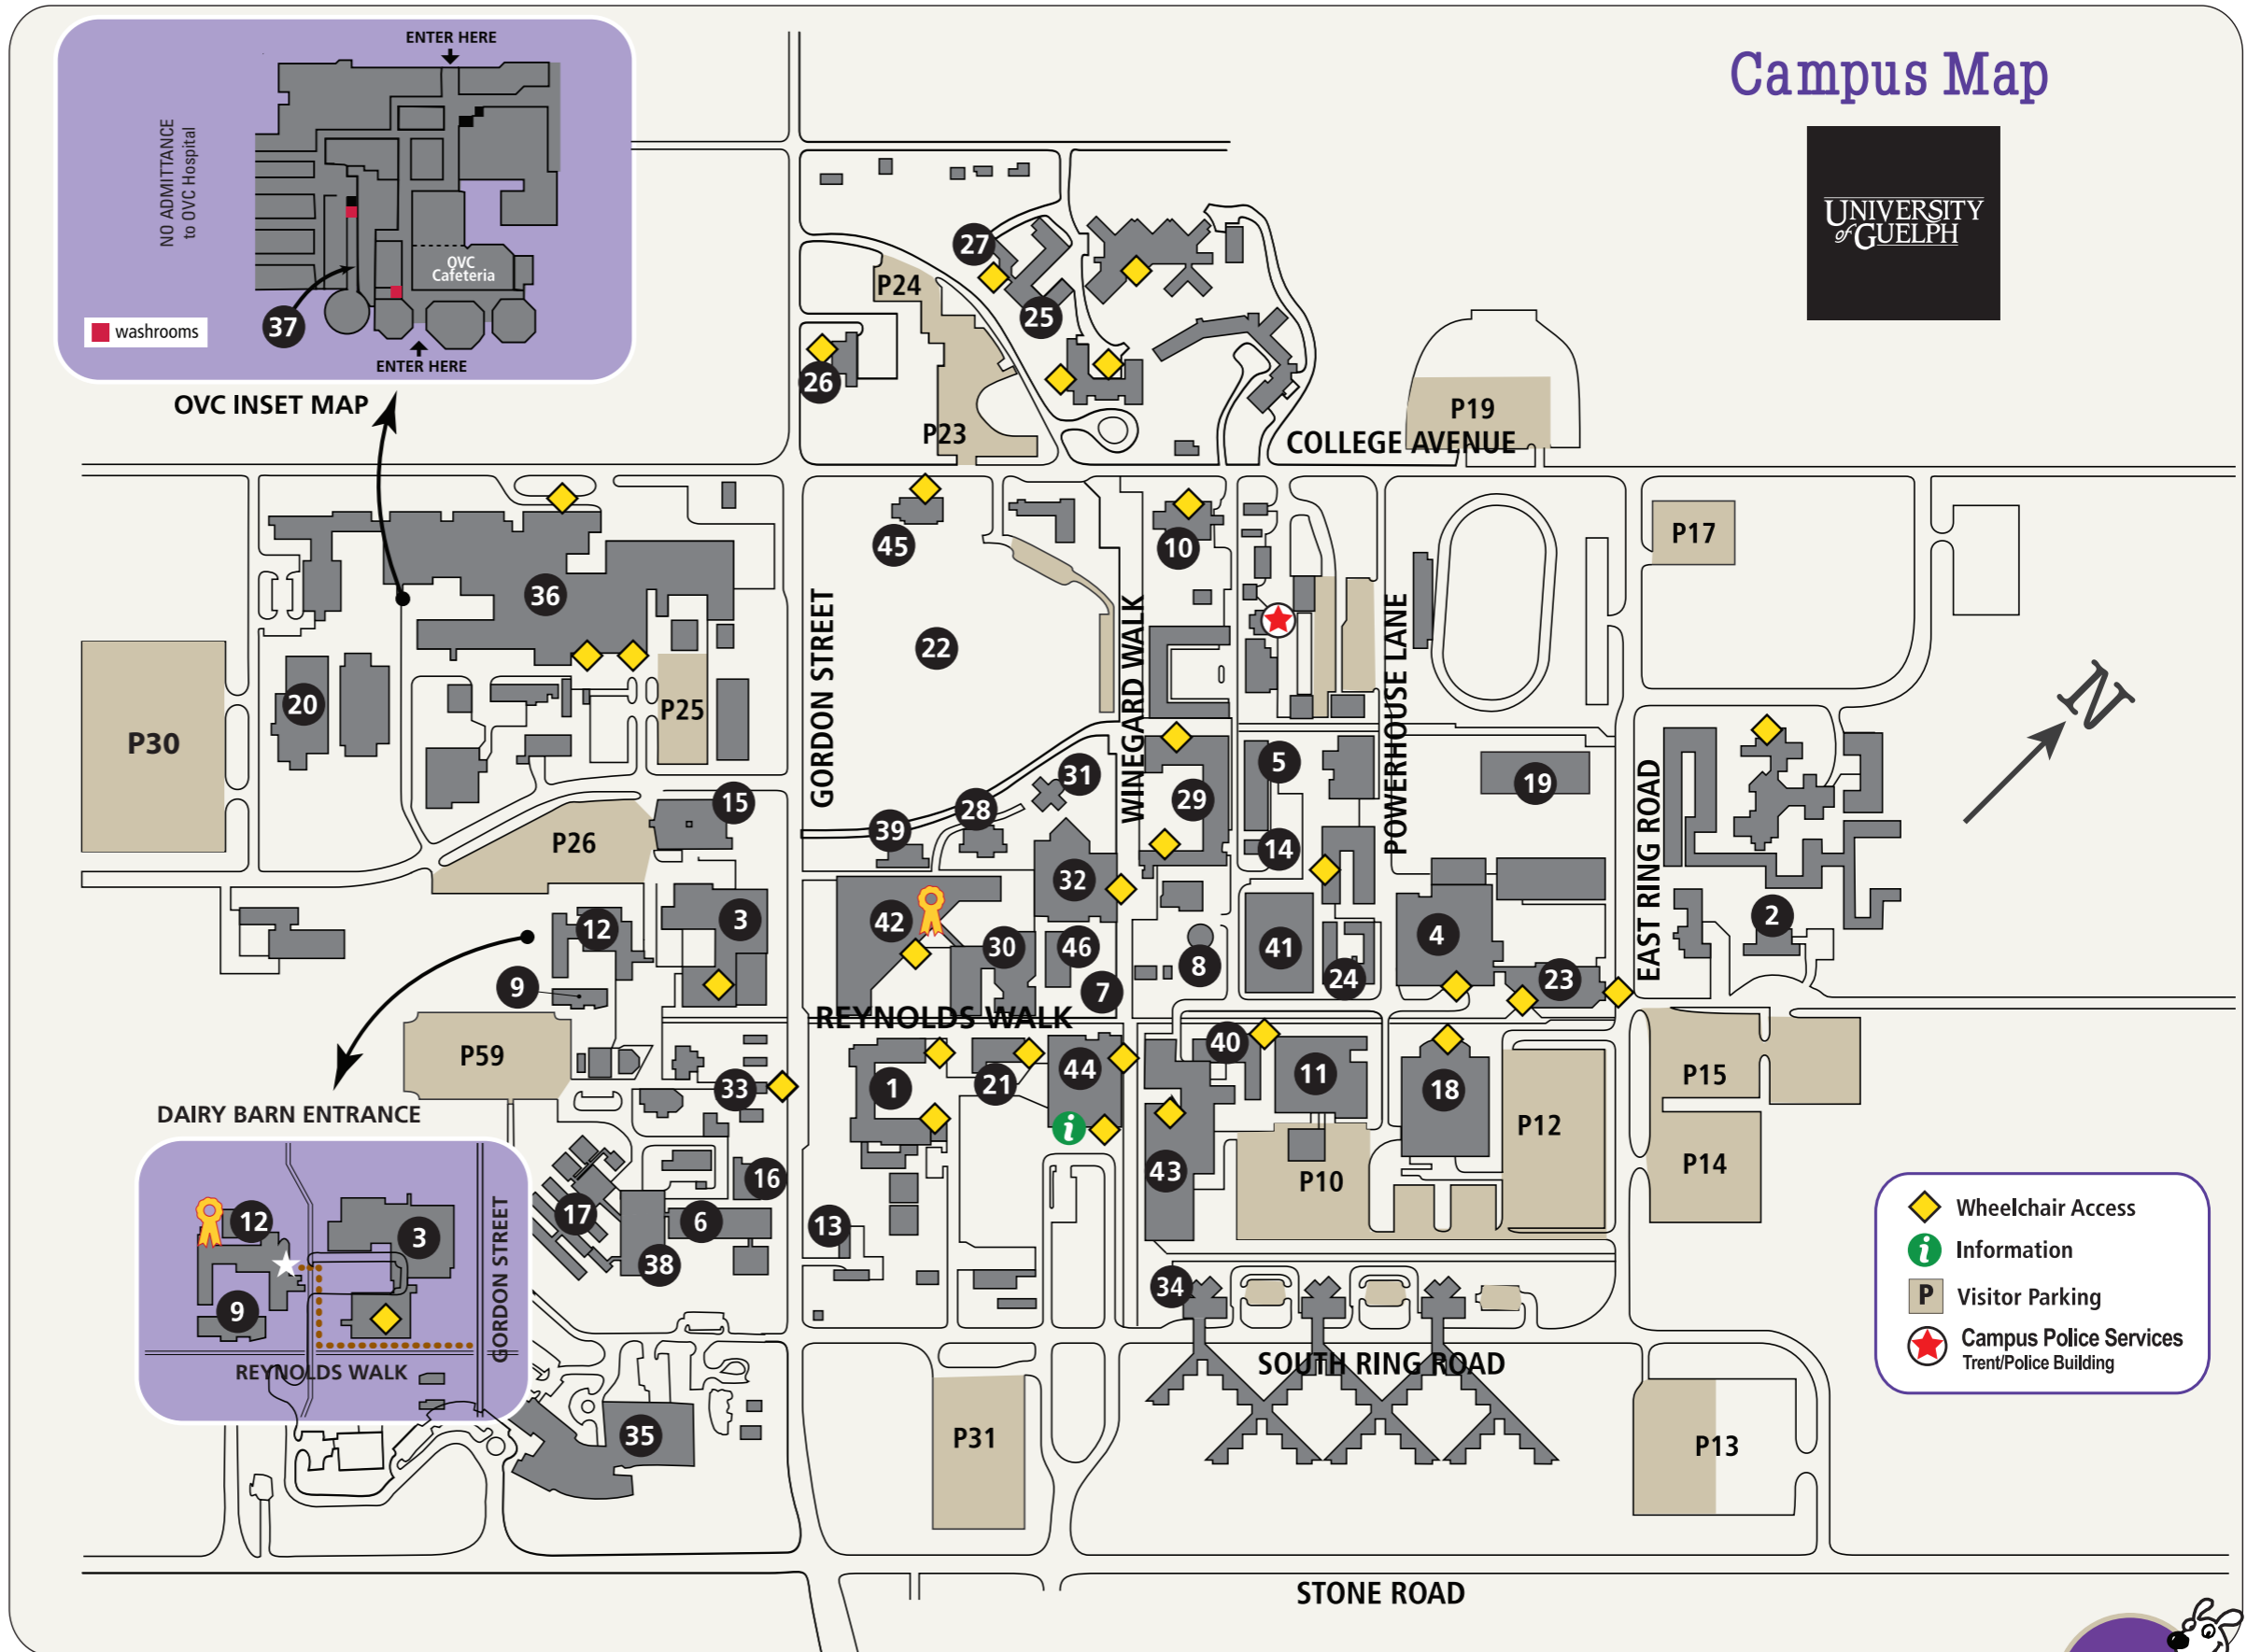 Campus Map
UNIVERSITY
of GUELPH
ENTER HERE
NO ADMITTANCE
to OVC Hospital
OVC
Cafeteria
37
washrooms
ENTER HERE
OVC INSET MAP
27
P24
25
26
P23
P19
COLLEGE AVENUE
45
10
P17
36
GORDON STREET
22
WINEGARD WALK
POWERHOUSE LANE
N
20
P25
P30
15
31
5
29
19
EAST RING ROAD
28
39
P26
14
32
3
12
42
30
46
41
4
2
8
24
23
9
7
REYNOLDS WALK
P59
40
44
11
P15
33
1
21
18
DAIRY BARN ENTRANCE
P12
P14
16
43
P10
17
6
13
38
34
12
3
9
GORDON STREET
REYNOLDS WALK
Wheelchair Access
i Information
P Visitor Parking
Campus Police Services
Trent/Police Building
i
SOUTH RING ROAD
35
P31
P13
STONE ROAD